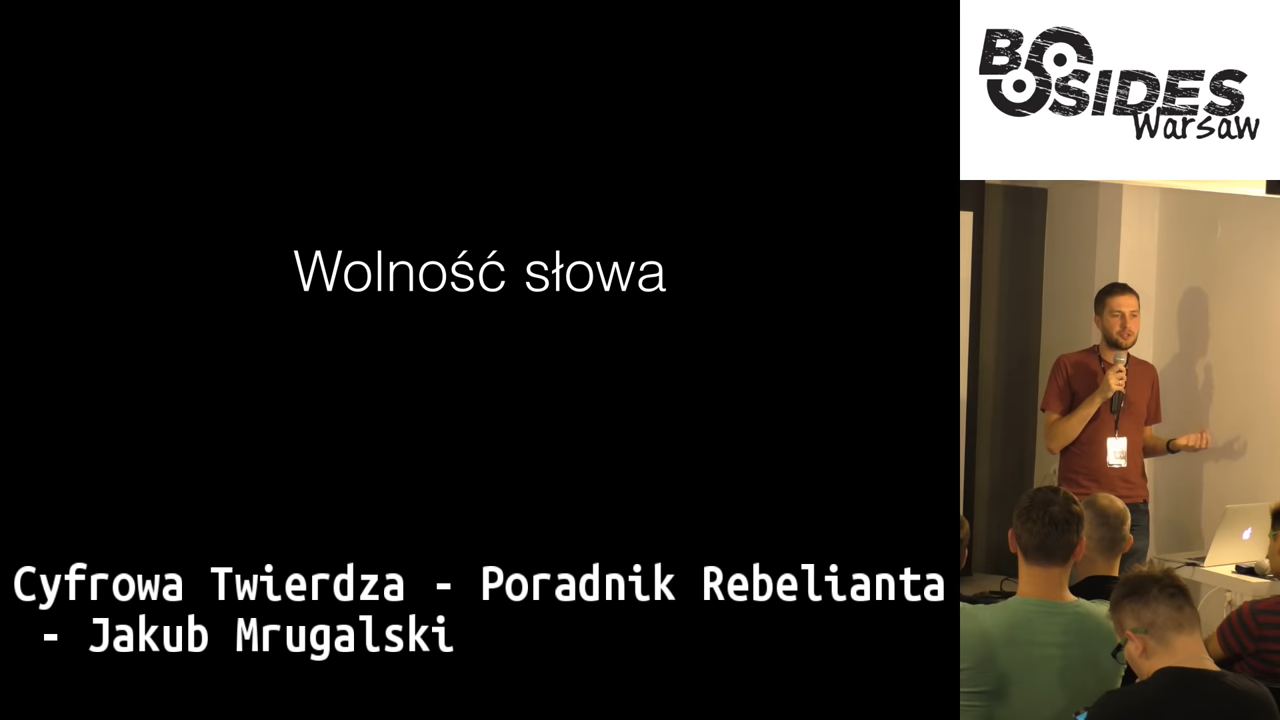 BSIDES
Warsaw
Wolność słowa
Cyfrowa Twierdza - Poradnik Rebelianta
- Jakub Mrugalski